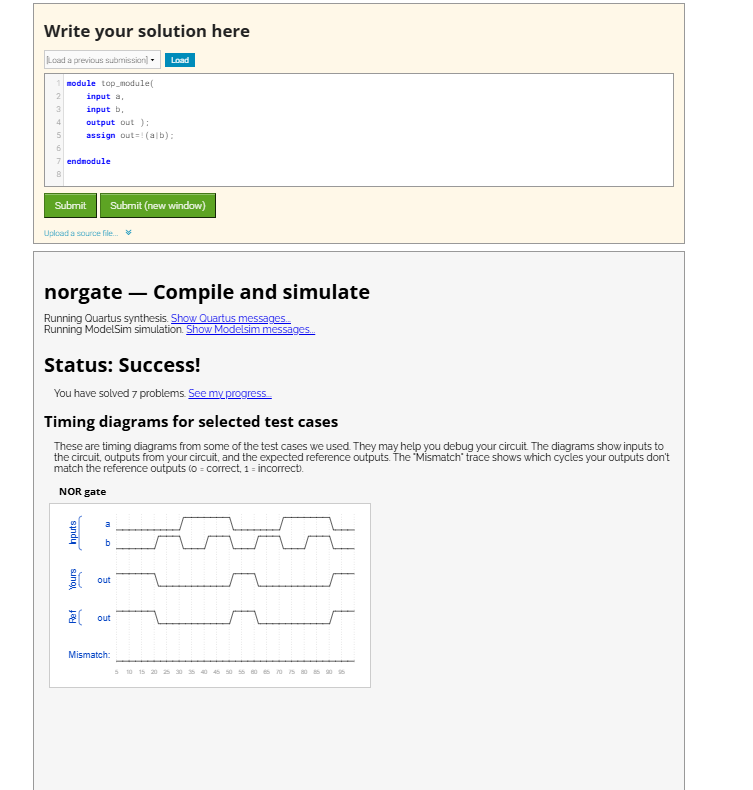 Write your solution here
[Load a previous submission]
Load
1 module top_module(
2 input a,
3 input b,
4 output out );
5 assign out=!(a|b);
6
7 endmodule
8
Submit
Submit (new window)
Upload a source file...
norgate — Compile and simulate
Running Quartus synthesis. Show Quartus messages...
Running ModelSim simulation. Show Modelsim messages...
Status: Success!
You have solved 7 problems. See my progress...
Timing diagrams for selected test cases
These are timing diagrams from some of the test cases we used. They may help you debug your circuit. The diagrams show inputs to
the circuit, outputs from your circuit, and the expected reference outputs. The "Mismatch" trace shows which cycles your outputs don't
match the reference outputs (0 = correct, 1 = incorrect).
NOR gate
Inputs
a
b
Yours
out
Ref
out
Mismatch:
5 10 15 20 25 30 35 40 45 50 55 60 65 70 75 80 85 90 95